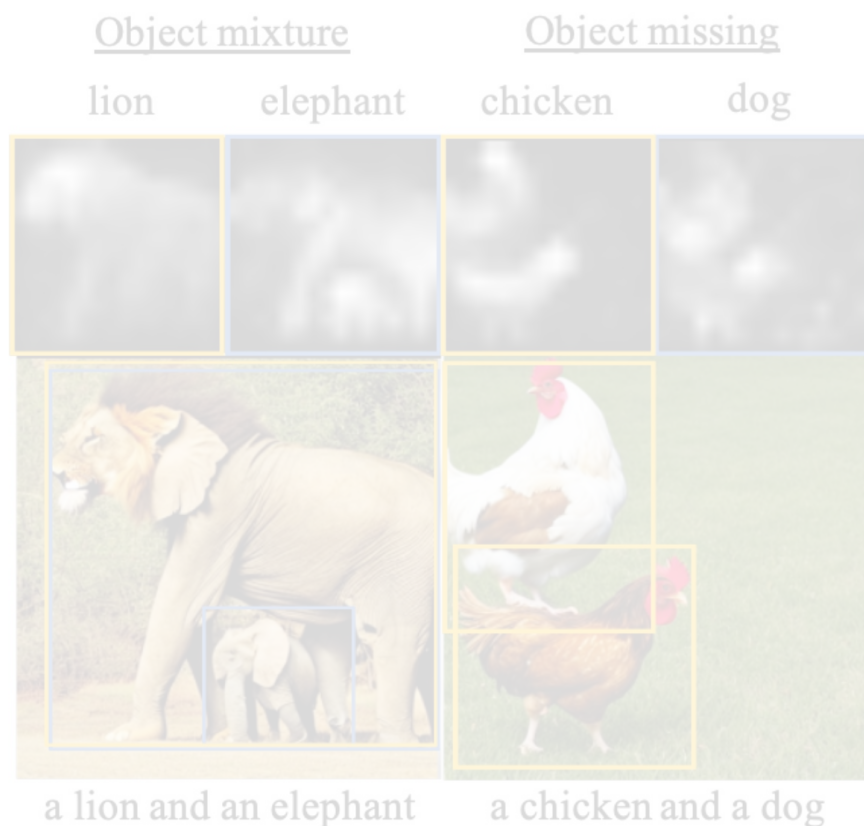 Object mixture Object missing
lion elephant chicken dog
a lion and an elephant a chicken and a dog